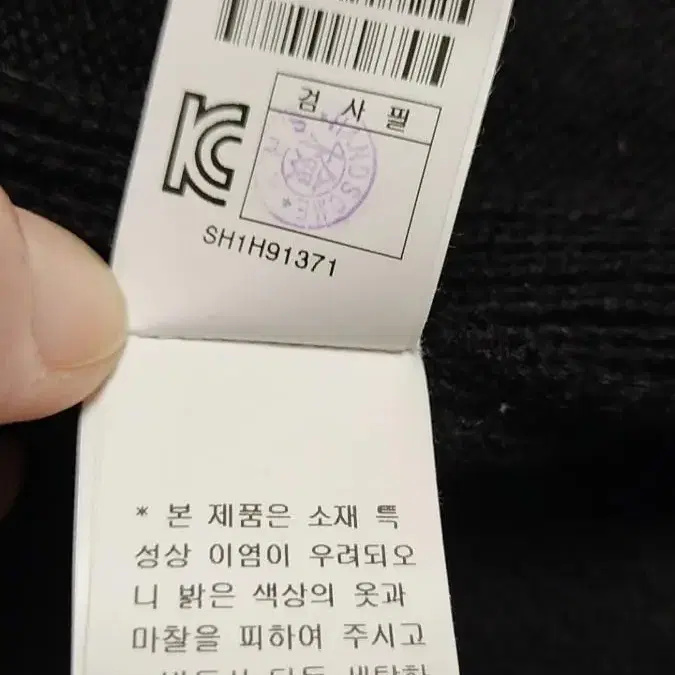 검 사 필
KC
SH1H91371
* 본 제품은 소재 특
성상 이염이 우려되오
니 밝은 색상의 옷과
마찰을 피하여 주시고